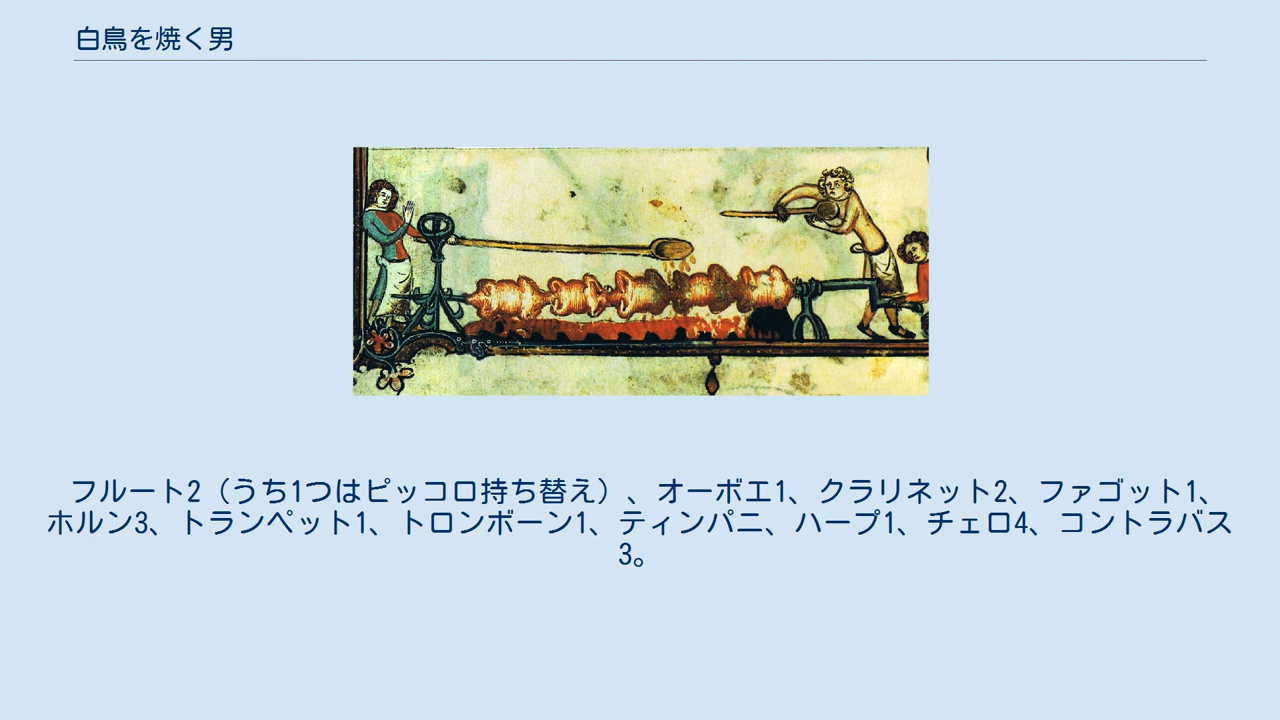 白鳥を焼く男
フルート2（うち1つはピッコロ持ち替え）、オーボエ1、クラリネット2、ファゴット1、
ホルン3、トランペット1、トロンボーン1、ティンパニ、ハープ1、チェロ4、コントラバス
3。